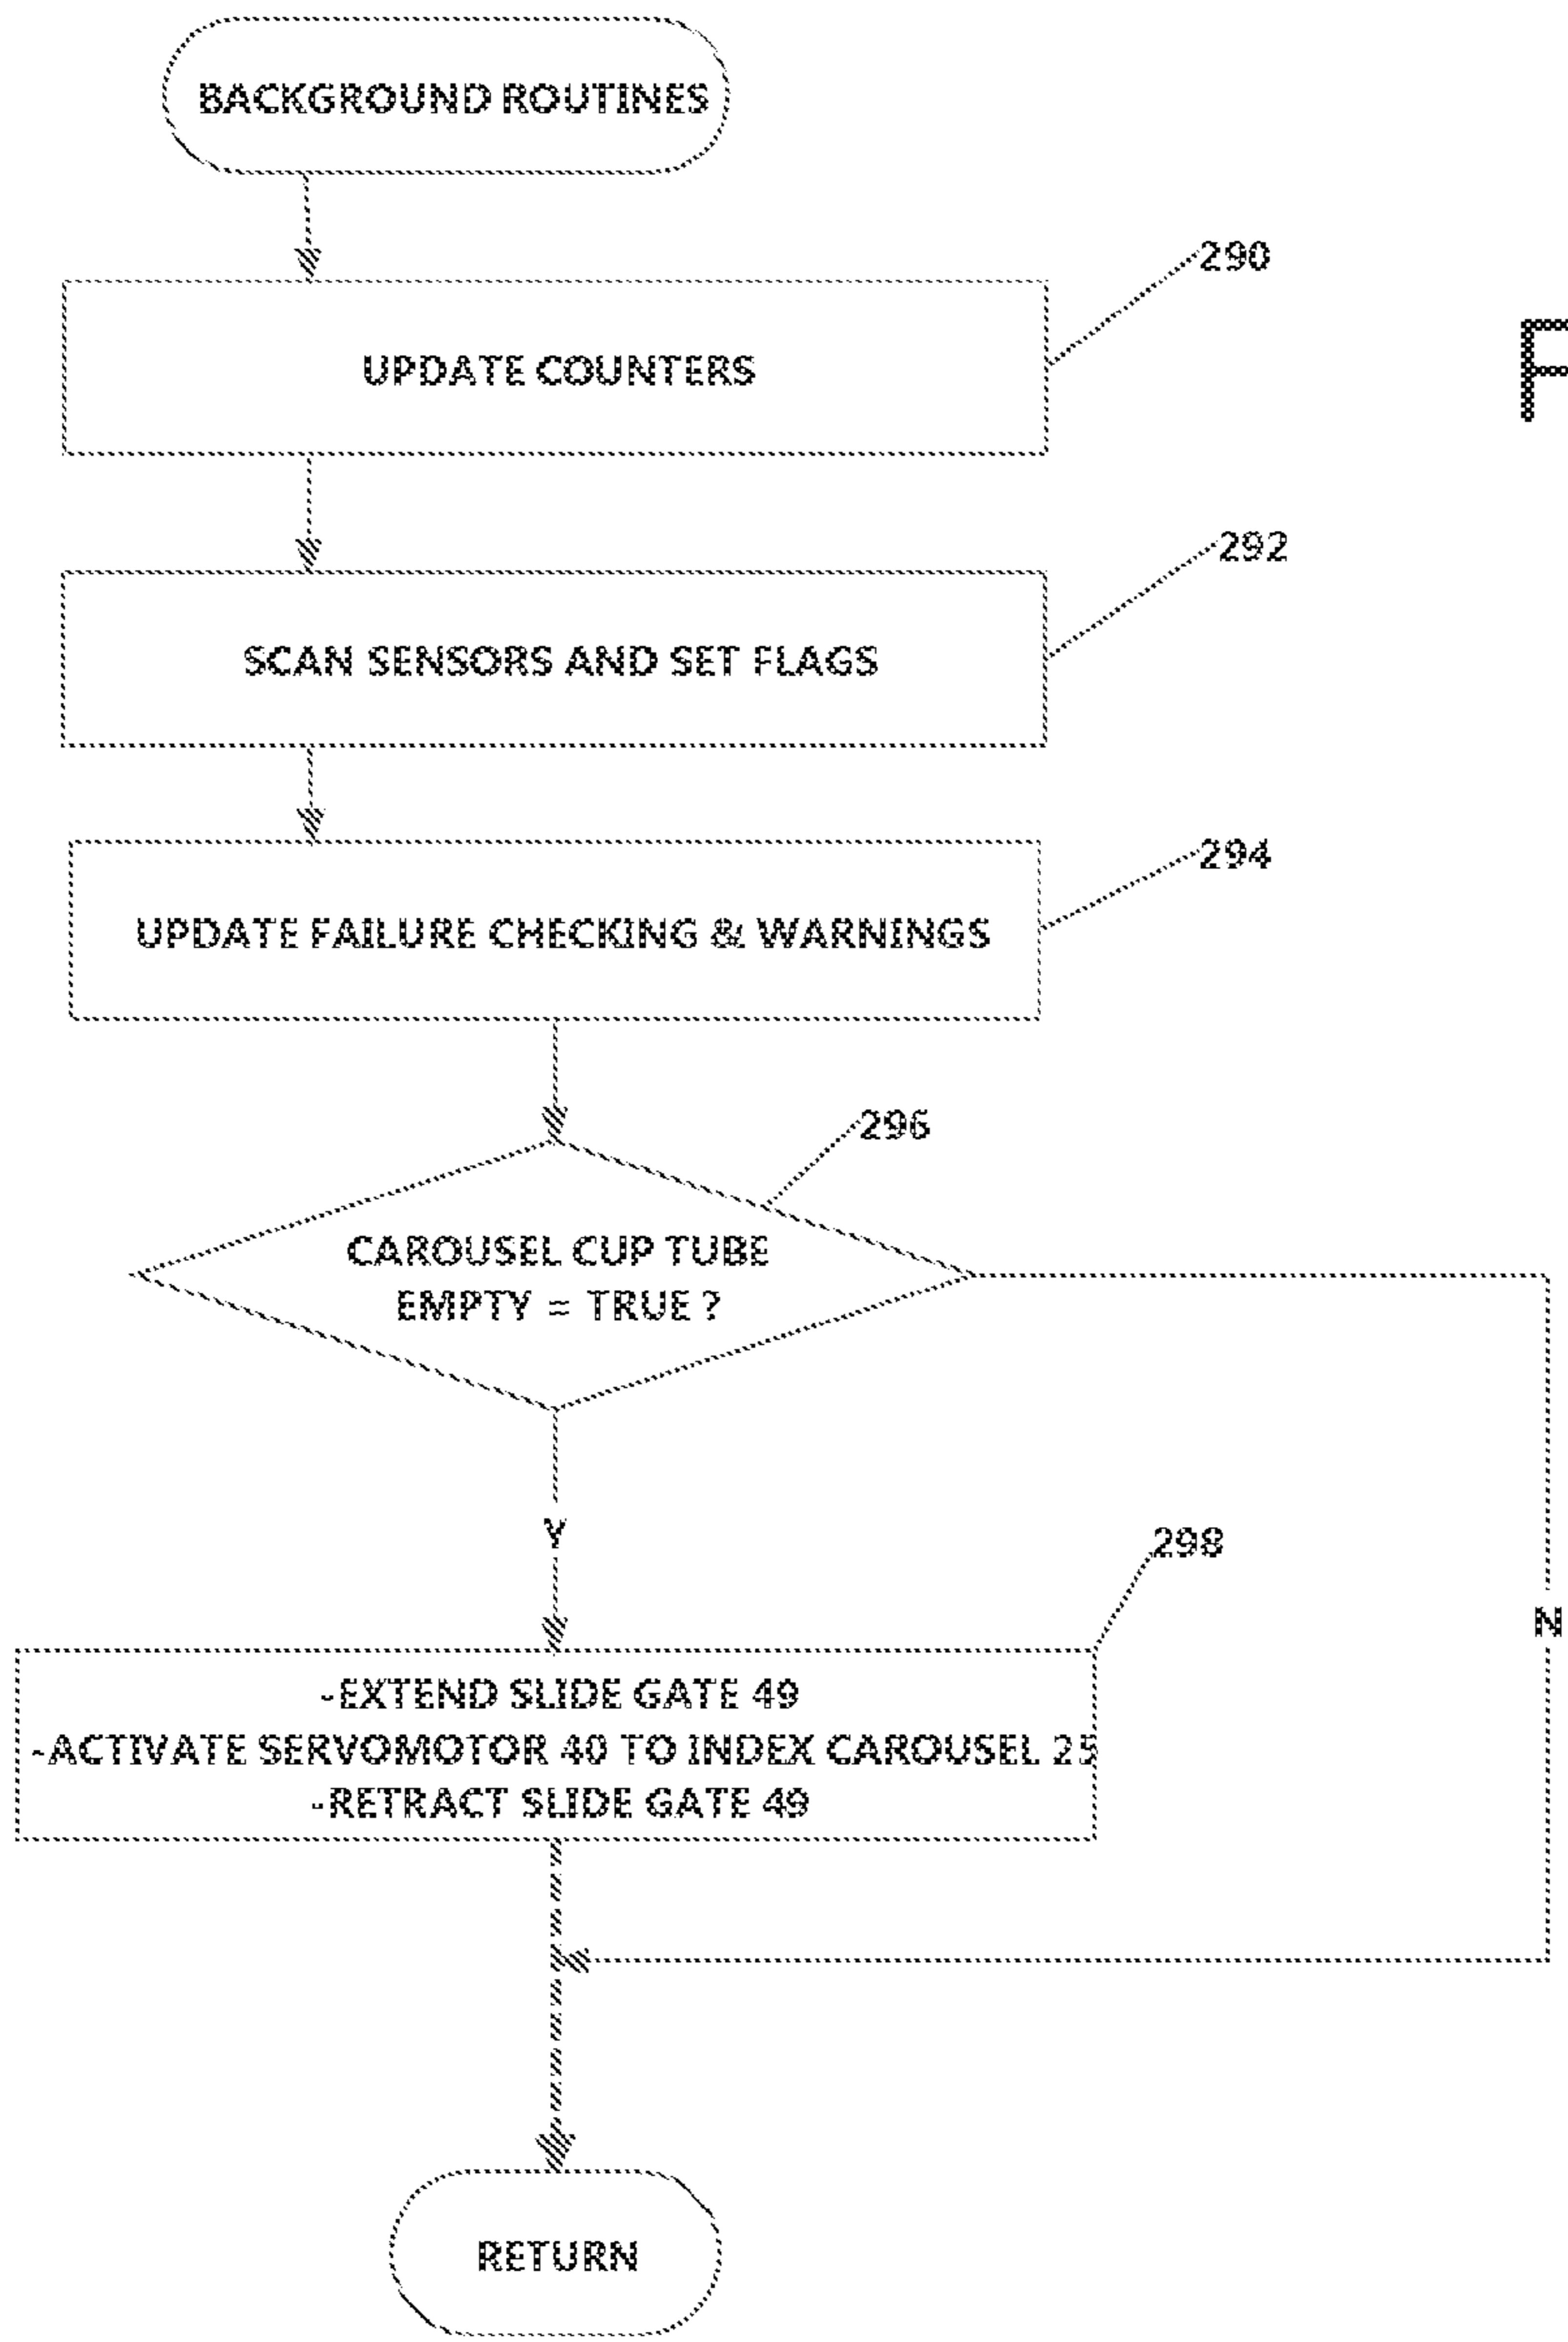 BACKGROUND ROUTINES
290
F
UPDATE COUNTERS
292
SCAN SENSORS AND SET FLAGS
294
UPDATE FAILURE CHECKING & WARNINGS
296
CAROUSEL CUP TUBE
EMPTY = TRUE ?
Y
298
N
-EXTEND SLIDE GATE 49
-ACTIVATE SERVOMOTOR 40 TO INDEX CAROUSEL 25
-RETRACT SLIDE GATE 49
RETURN